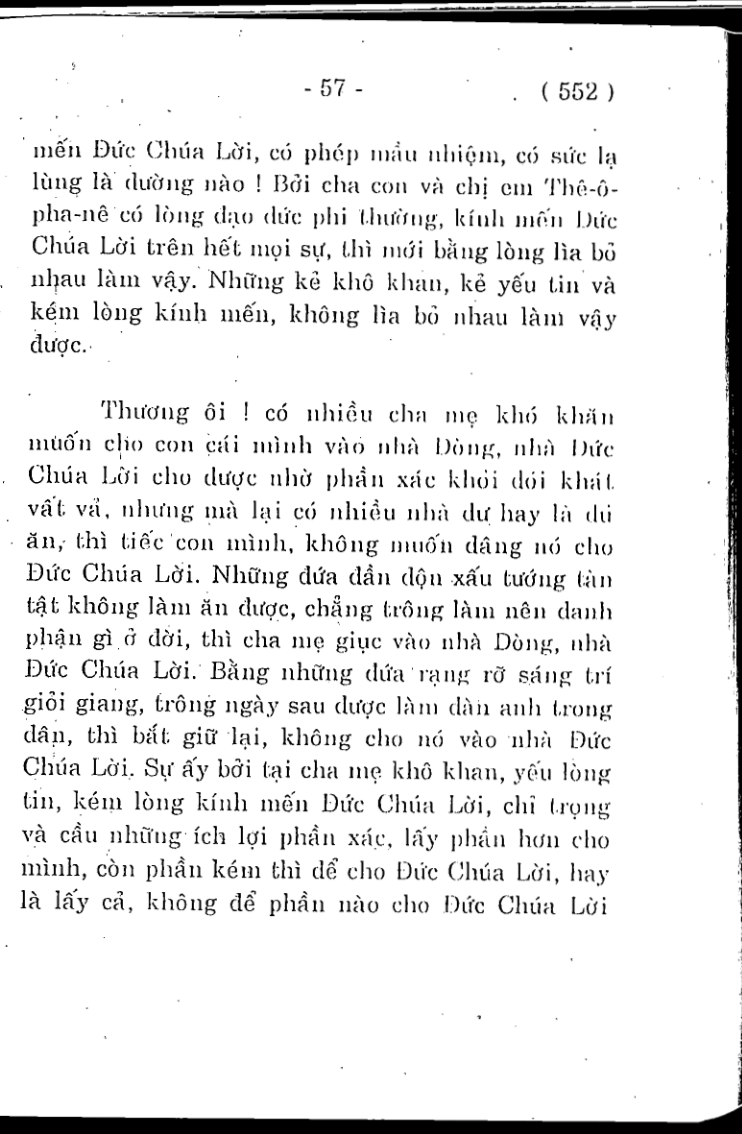 - 57 -
( 552 )
mến Đức Chúa Lời, có phép mầu nhiệm, có sức lạ
lùng là dường nào ! Bởi cha con và chị em Thê-ô-
pha-nê có lòng đạo đức phi thường, kính mến Đức
Chúa Lời trên hết mọi sự, thì mới bằng lòng lìa bỏ
nhau làm vậy. Những kẻ khô khan, kẻ yếu tin và
kém lòng kính mến, không lìa bỏ nhau làm vậy
được.
Thương ôi ! có nhiều cha mẹ khó khăn
muốn cho con cái mình vào nhà Dòng, nhà Đức
Chúa Lời cho được nhờ phần xác khỏi đói khát
vất vả, nhưng mà lại có nhiều nhà dư hay là đủ
ăn, thì tiếc con mình, không muốn dâng nó cho
Đức Chúa Lời. Những đứa đần độn xấu tướng tàn
tật không làm ăn được, chẳng trông làm nên danh
phận gì ở đời, thì cha mẹ giục vào nhà Dòng, nhà
Đức Chúa Lời. Bằng những đứa rạng rỡ sáng trí
giỏi giang, trông ngày sau được làm đàn anh trong
dân, thì bắt giữ lại, không cho nó vào nhà Đức
Chúa Lời. Sự ấy bởi tại cha mẹ khô khan, yếu lòng
tin, kém lòng kính mến Đức Chúa Lời, chỉ trọng
và cầu những ích lợi phần xác, lấy phần hơn cho
mình, còn phần kém thì để cho Đức Chúa Lời, hay
là lấy cả, không để phần nào cho Đức Chúa Lời